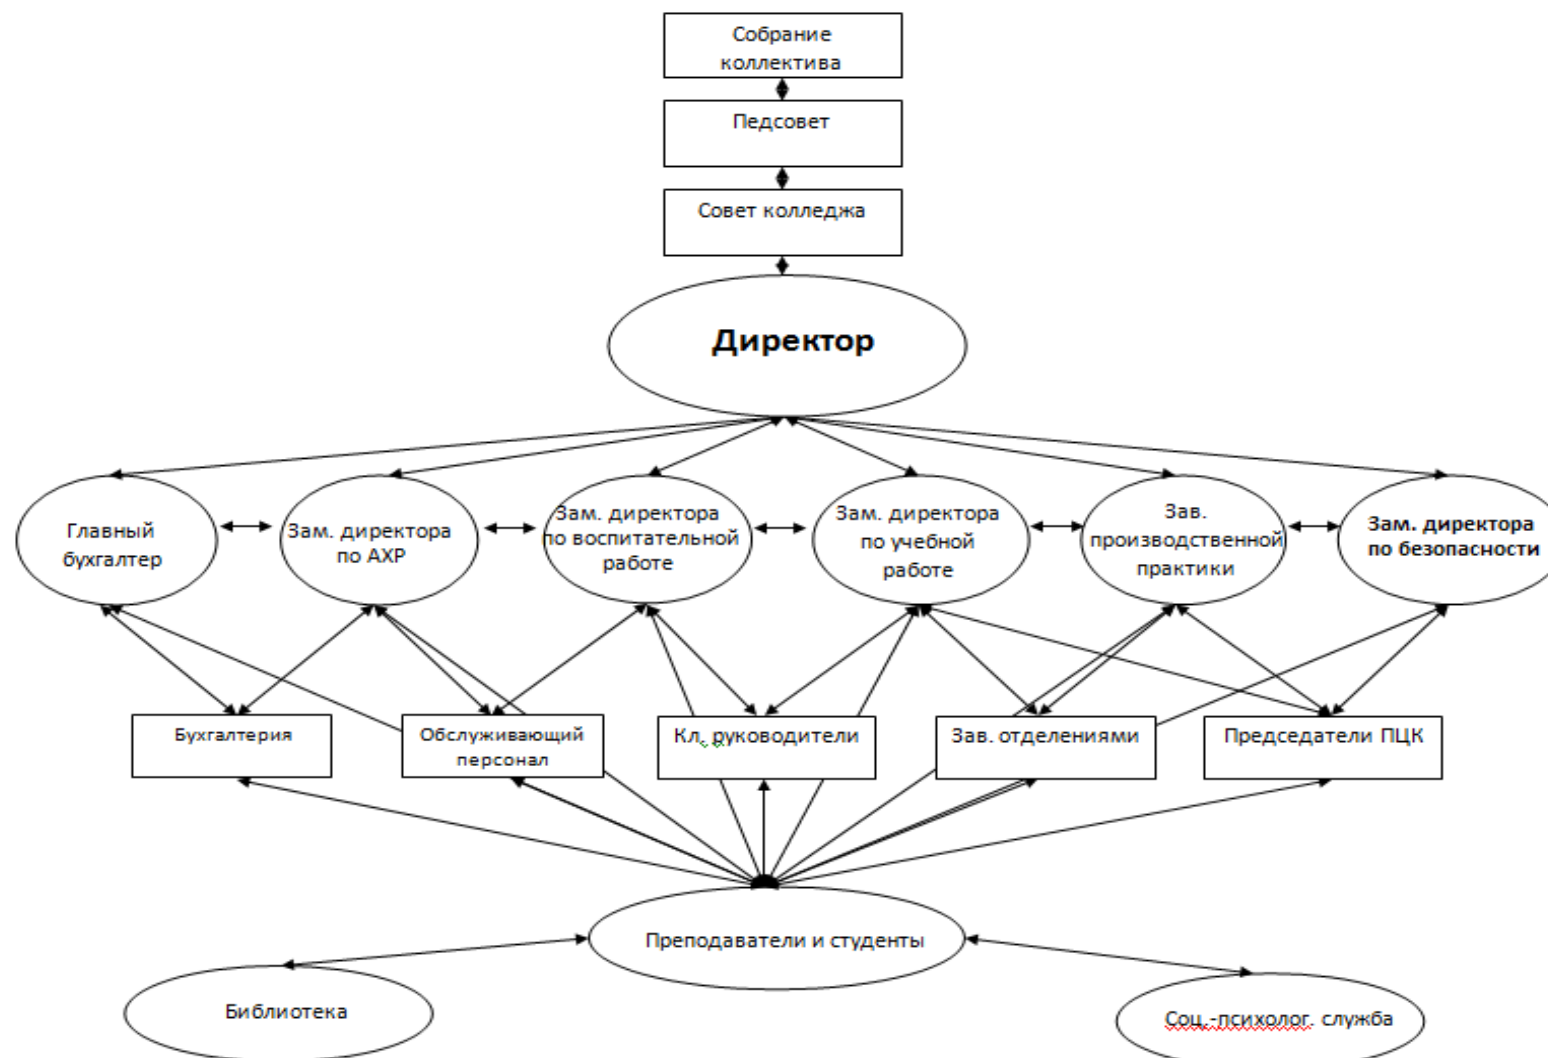 Собрание
коллектива
Педсовет
Совет колледжа
Директор
Главный
бухгалтер
Зам. директора
по АХР
Зам. директора
по воспитательной
работе
Зам. директора
по учебной
работе
Зав.
производственной
практики
Зам. директора
по безопасности
Бухгалтерия
Обслуживающий
персонал
Кл. руководители
Зав. отделениями
Председатели ПЦК
Преподаватели и студенты
Библиотека
Соц.-психолог. служба